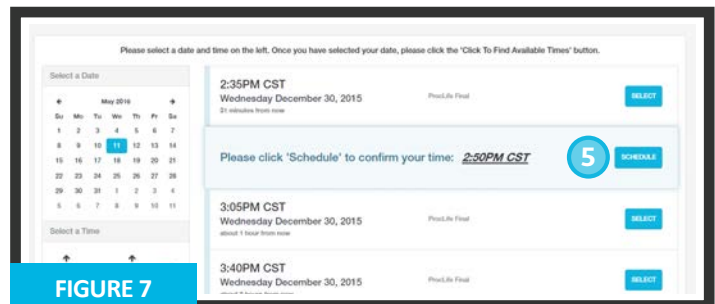 Please select a date and time on the left. Once you have selected your date, please click the 'Click To Find Available Times' button.
Select a Date
May 2016
Su Mo Tu We Th Fr Sa
1 2 3 4 5 6 7
8 9 10 11 12 13 14
15 16 17 18 19 20 21
22 23 24 25 26 27 28
29 30 31 1 2 3 4
5 6 7 8 9 10 11
Select a Time
2:35PM CST
Wednesday December 30, 2015
31 minutes from now
ProcLife Final
SELECT
Please click 'Schedule' to confirm your time: 2:50PM CST
5
SCHEDULE
3:05PM CST
Wednesday December 30, 2015
about 1 hour from now
ProcLife Final
SELECT
3:40PM CST
Wednesday December 30, 2015
ProcLife Final
SELECT
FIGURE 7